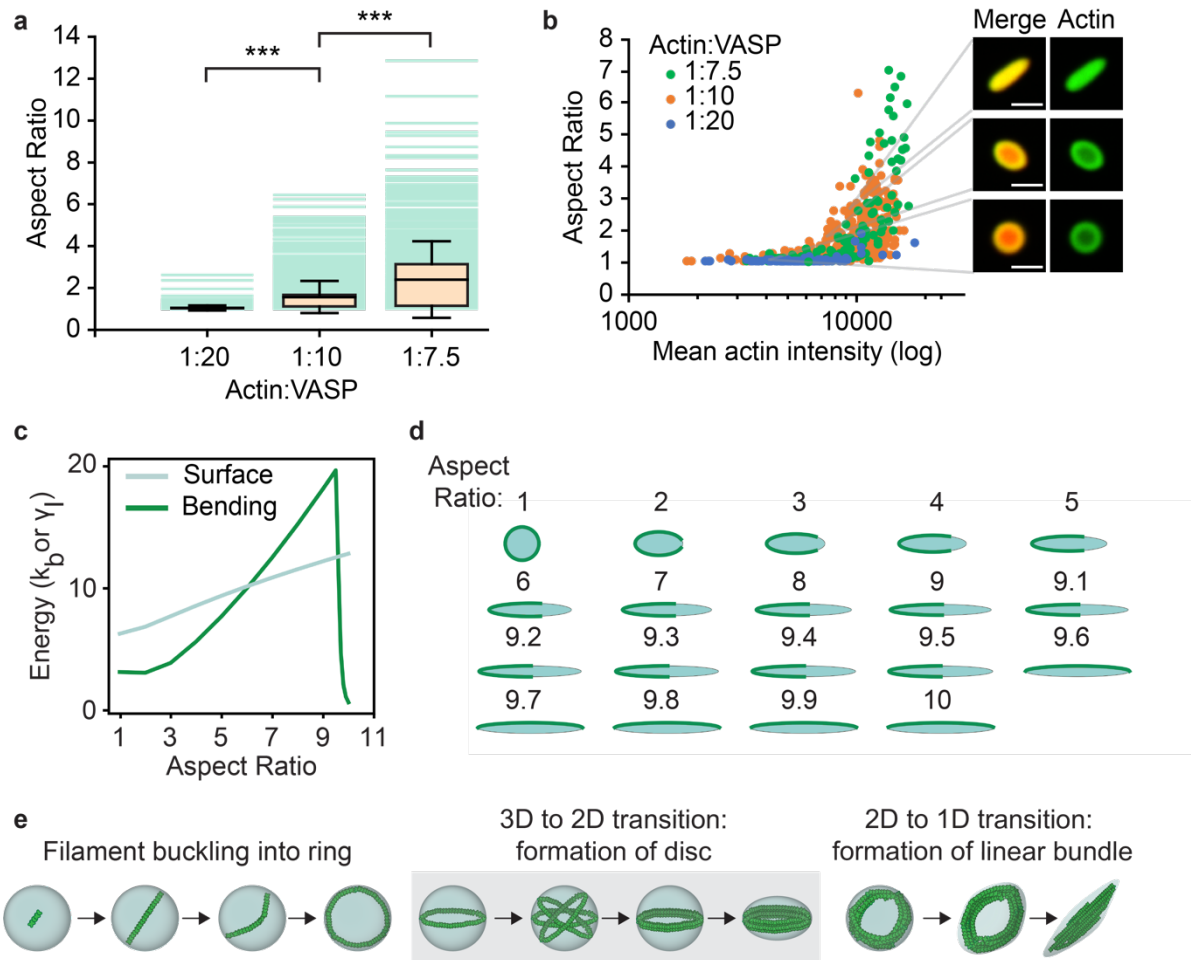 a
***
***
14
12
10
8
6
4
2
0
Aspect Ratio
1:20 1:10 1:7.5
Actin:VASP
b
Merge Actin
8
7
6
5
4
3
2
1
0
Aspect Ratio
Actin:VASP
1:7.5
1:10
1:20
1000 10000
Mean actin intensity (log)
c
20
10
0
Energy (k_b or γ_l)
Surface
Bending
1 3 5 7 9 11
Aspect Ratio
d
Aspect
Ratio: 1 2 3 4 5
6 7 8 9 9.1
9.2 9.3 9.4 9.5 9.6
9.7 9.8 9.9 10
e
Filament buckling into ring
3D to 2D transition:
formation of disc
2D to 1D transition:
formation of linear bundle